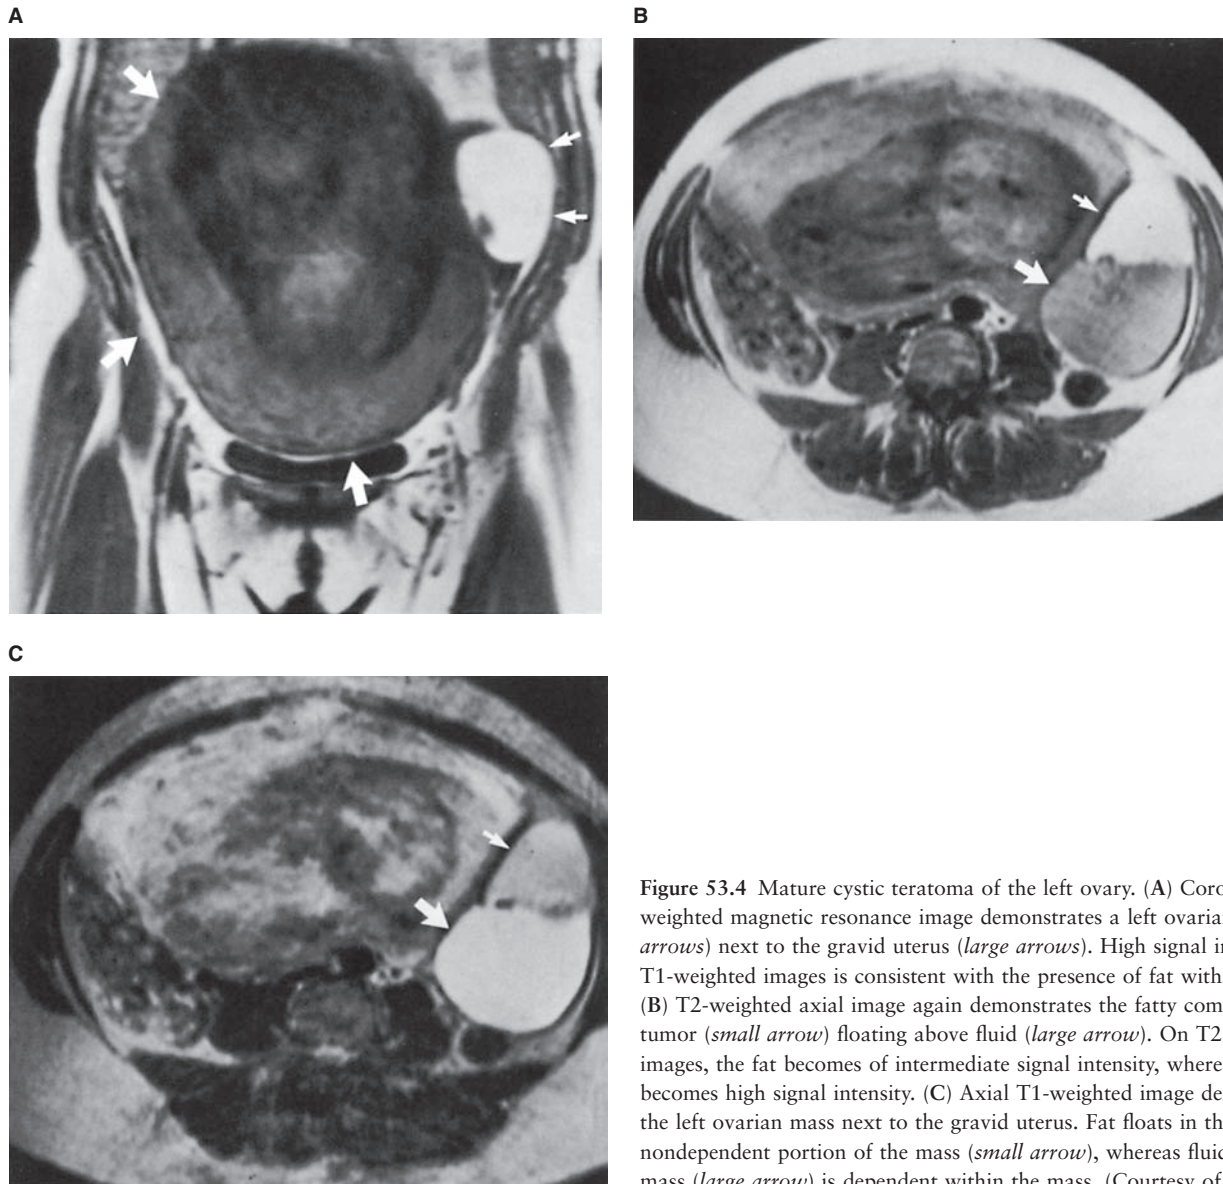 A
B
C
Figure 53.4 Mature cystic teratoma of the left ovary. (A) Coro
weighted magnetic resonance image demonstrates a left ovaria
arrows) next to the gravid uterus (large arrows). High signal in
T1-weighted images is consistent with the presence of fat with
(B) T2-weighted axial image again demonstrates the fatty com
tumor (small arrow) floating above fluid (large arrow). On T2
images, the fat becomes of intermediate signal intensity, where
becomes high signal intensity. (C) Axial T1-weighted image de
the left ovarian mass next to the gravid uterus. Fat floats in th
nondependent portion of the mass (small arrow), whereas fluid
mass (large arrow) is dependent within the mass. (Courtesy of